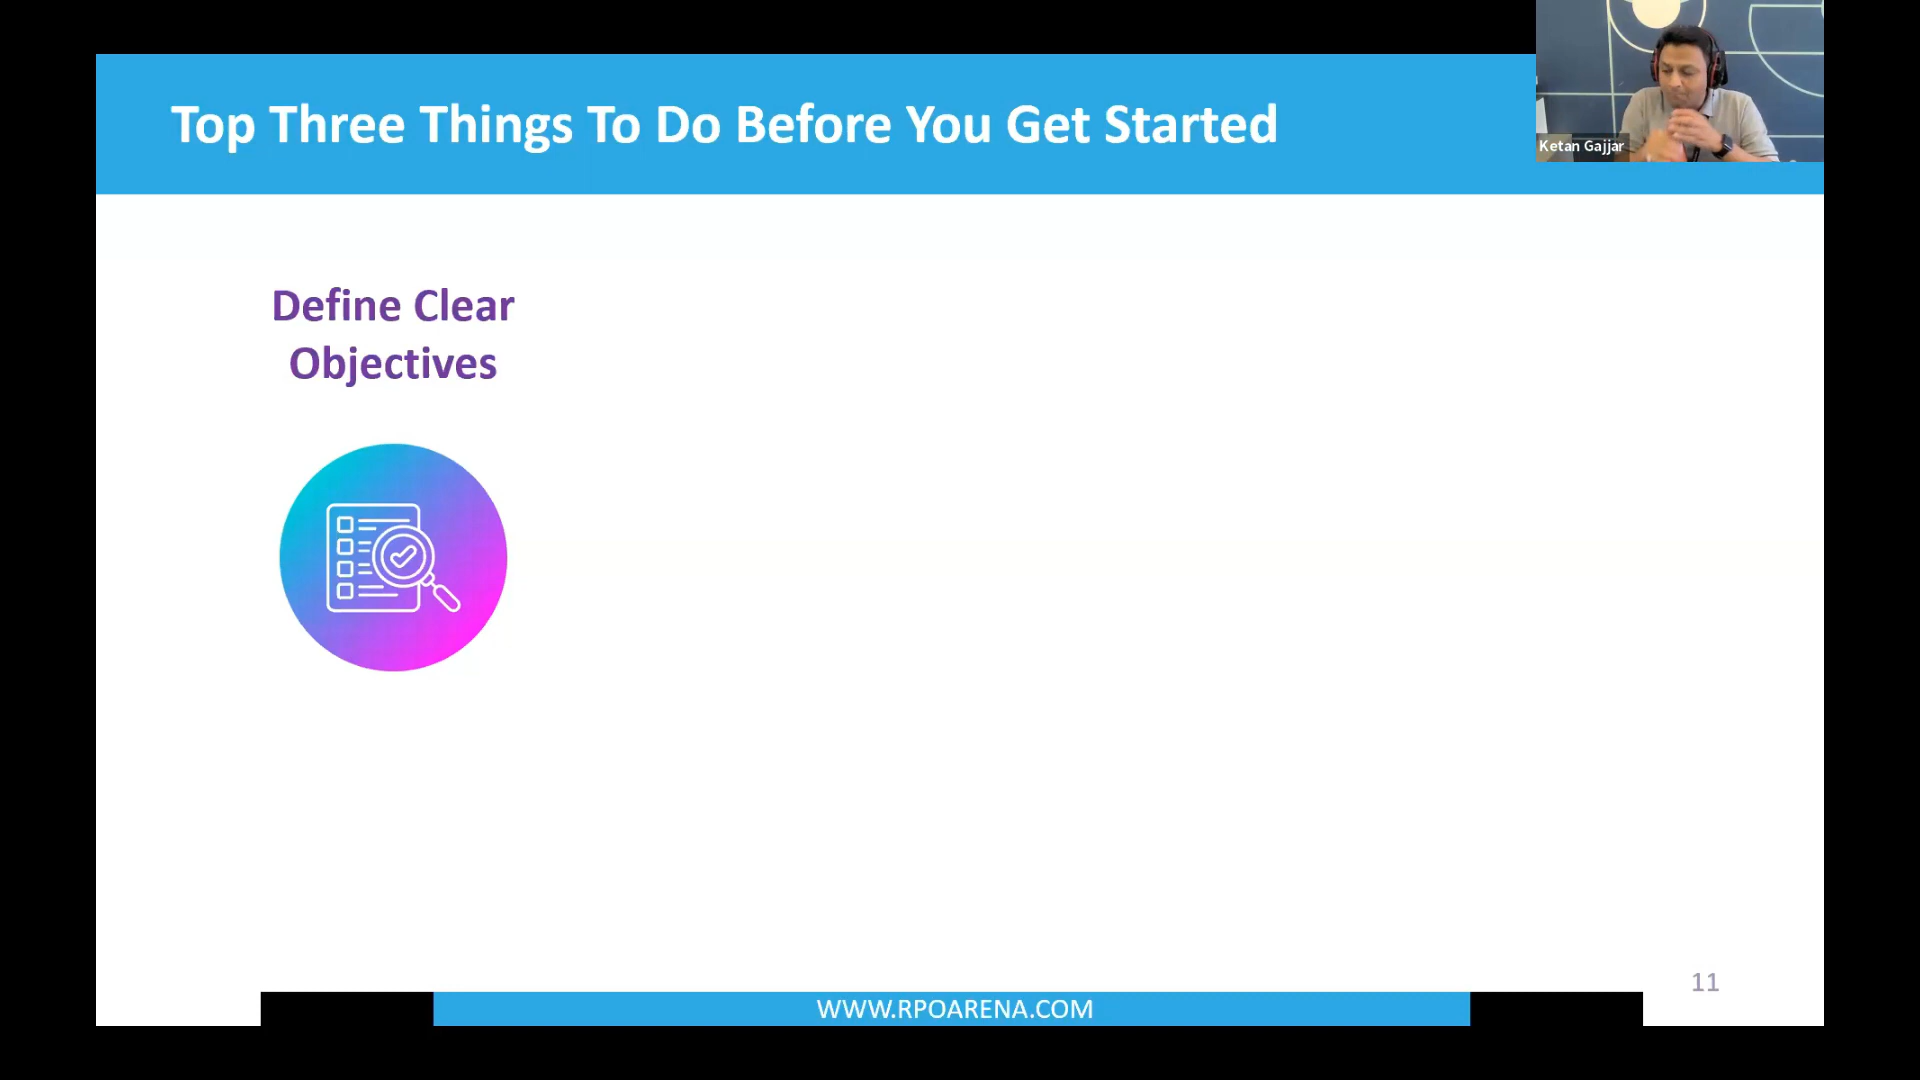 Top Three Things To Do Before You Get Started
Ketan Gajjar
Define Clear
Objectives
11
WWW.RPOARENA.COM